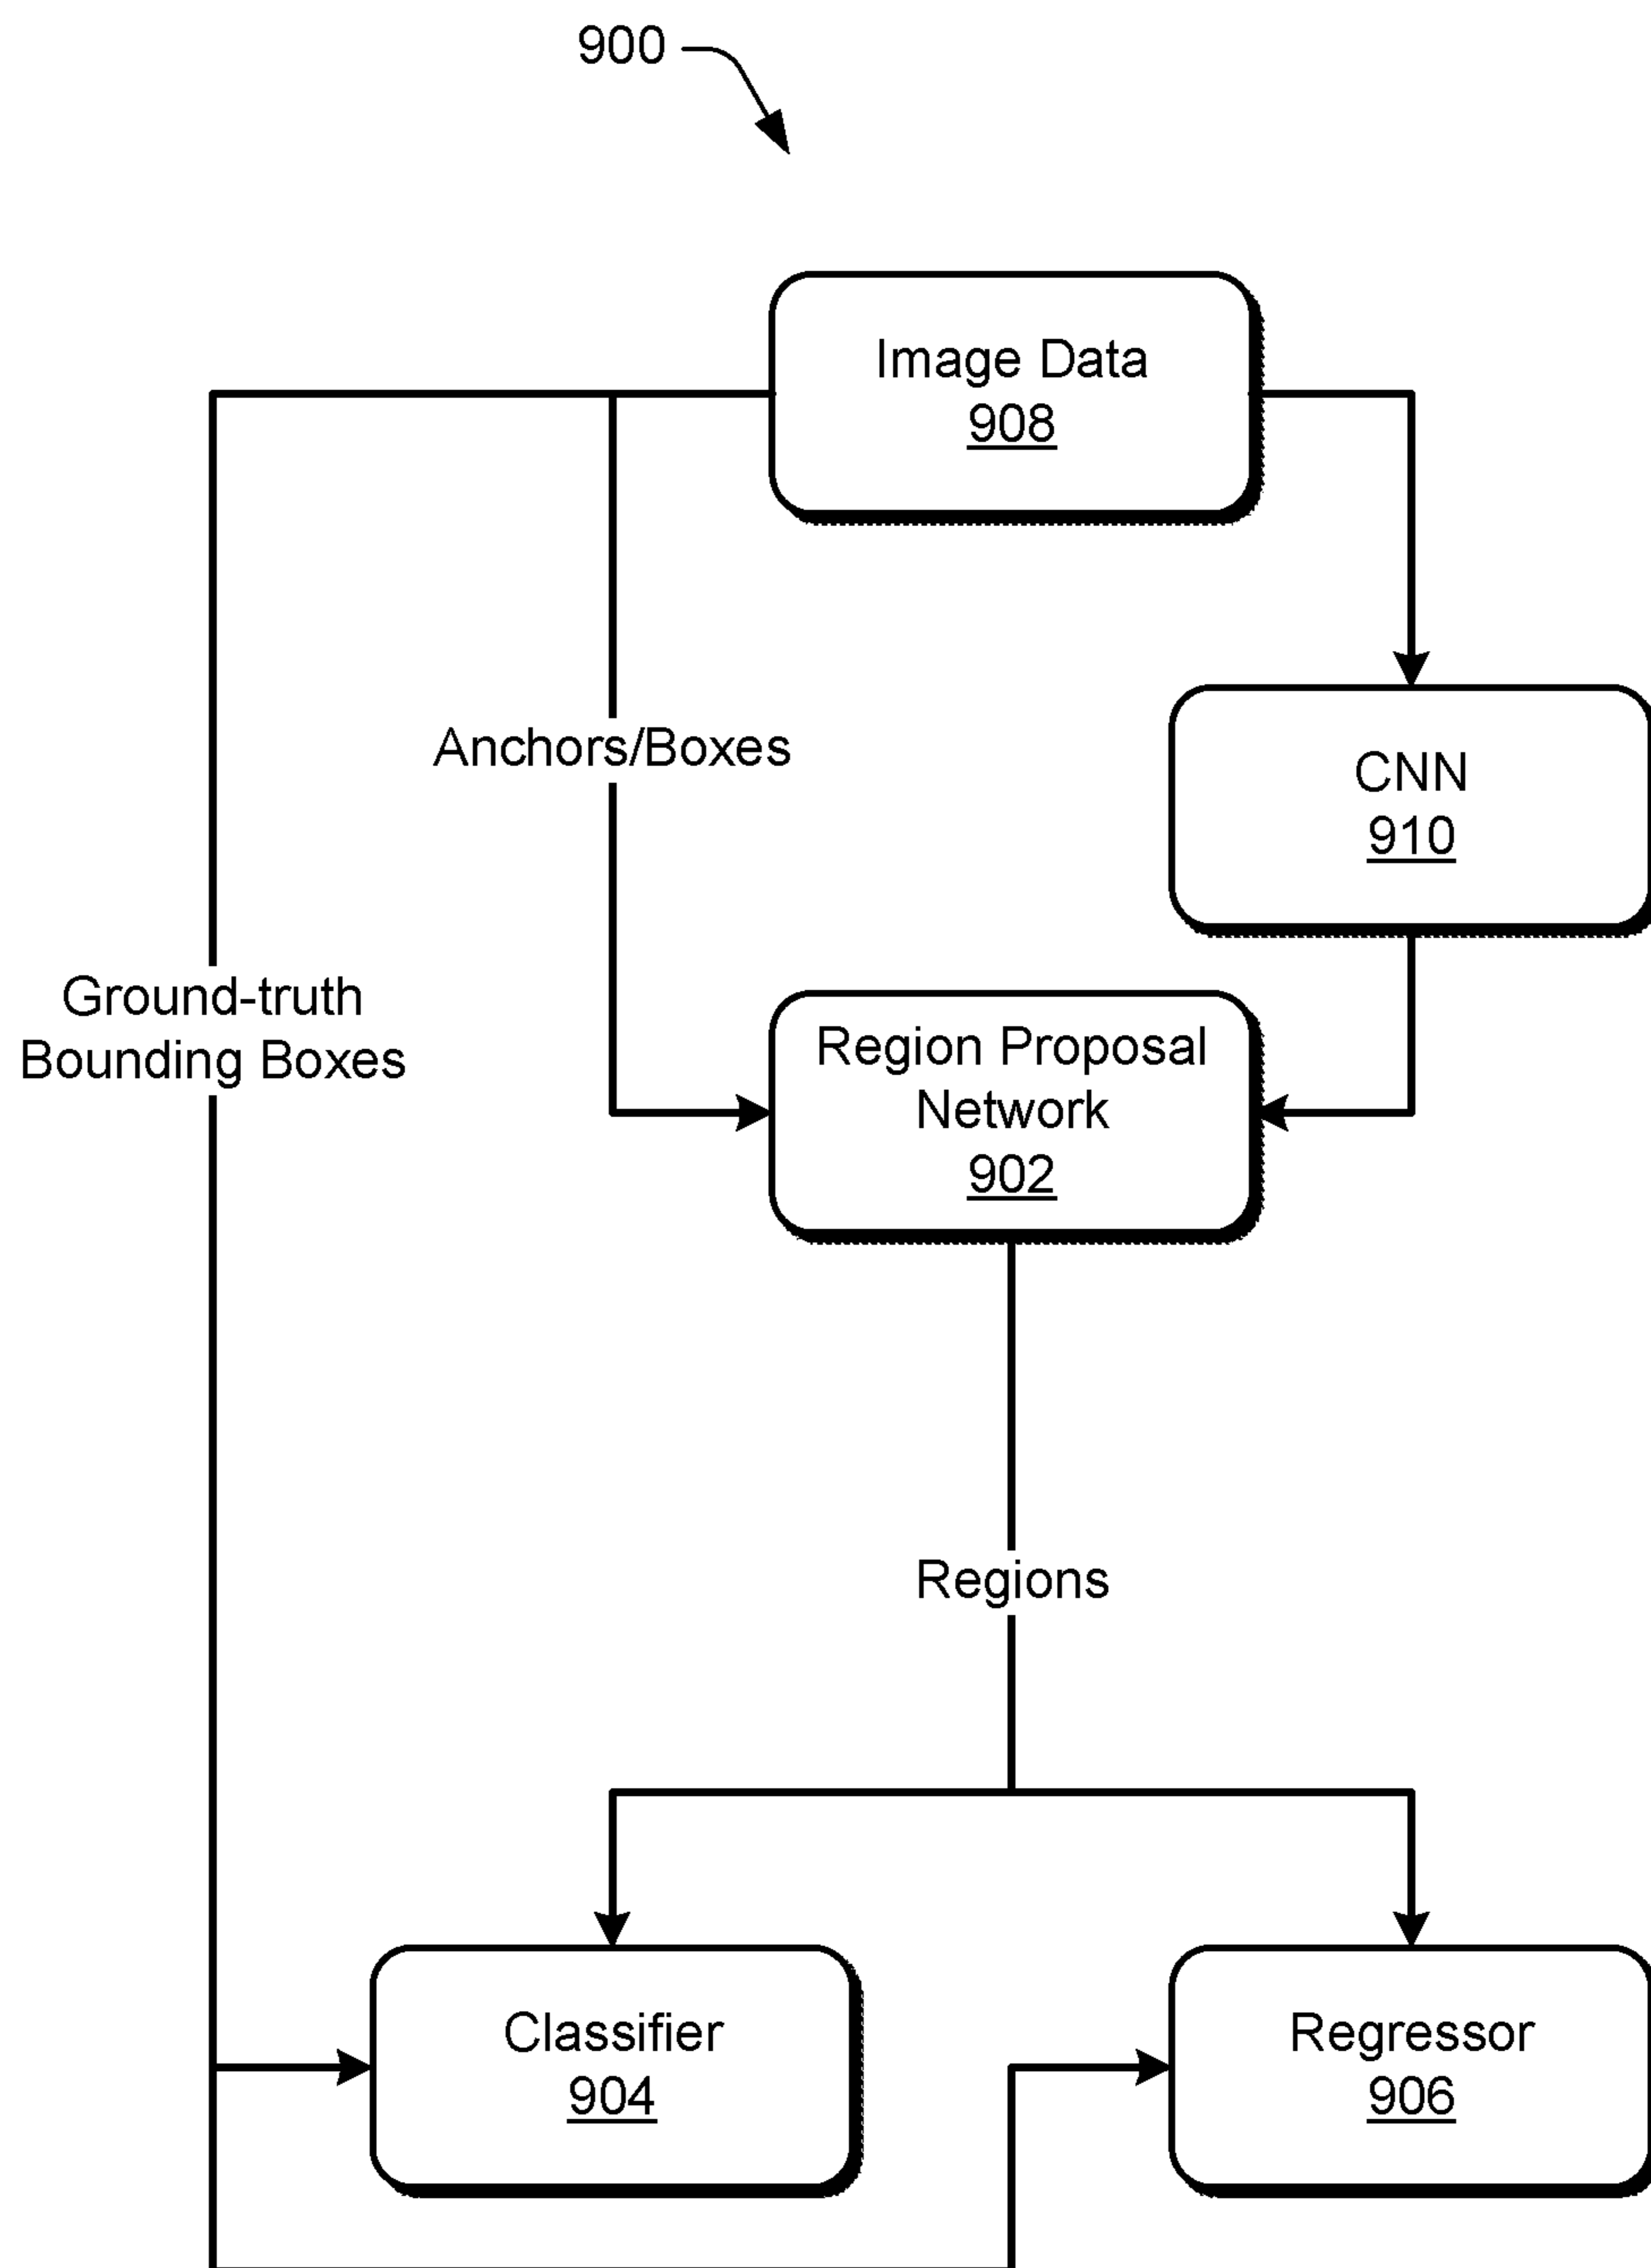 900
Image Data
908
Anchors/Boxes
CNN
910
Ground-truth
Bounding Boxes
Region Proposal
Network
902
Regions
Classifier
904
Regressor
906